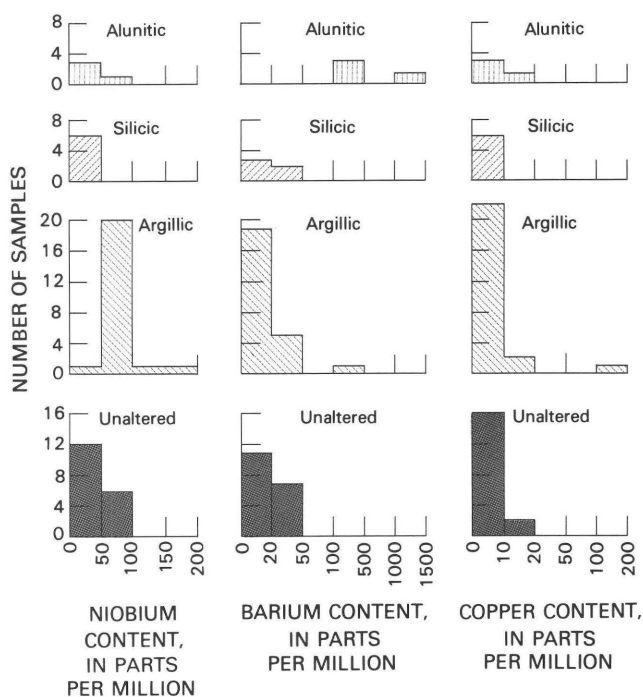 NUMBER OF SAMPLES
8
4
0
Alunitic
Alunitic
Alunitic
8
4
0
Silicic
Silicic
Silicic
20
16
12
8
4
0
Argillic
Argillic
Argillic
16
12
8
4
0
Unaltered
Unaltered
Unaltered
0 50 100 150 200
0 20 50 100 1000 1500
0 10 20 50 100 200
NIOBIUM
CONTENT,
IN PARTS
PER MILLION
BARIUM CONTENT,
IN PARTS
PER MILLION
COPPER CONTENT,
IN PARTS
PER MILLION